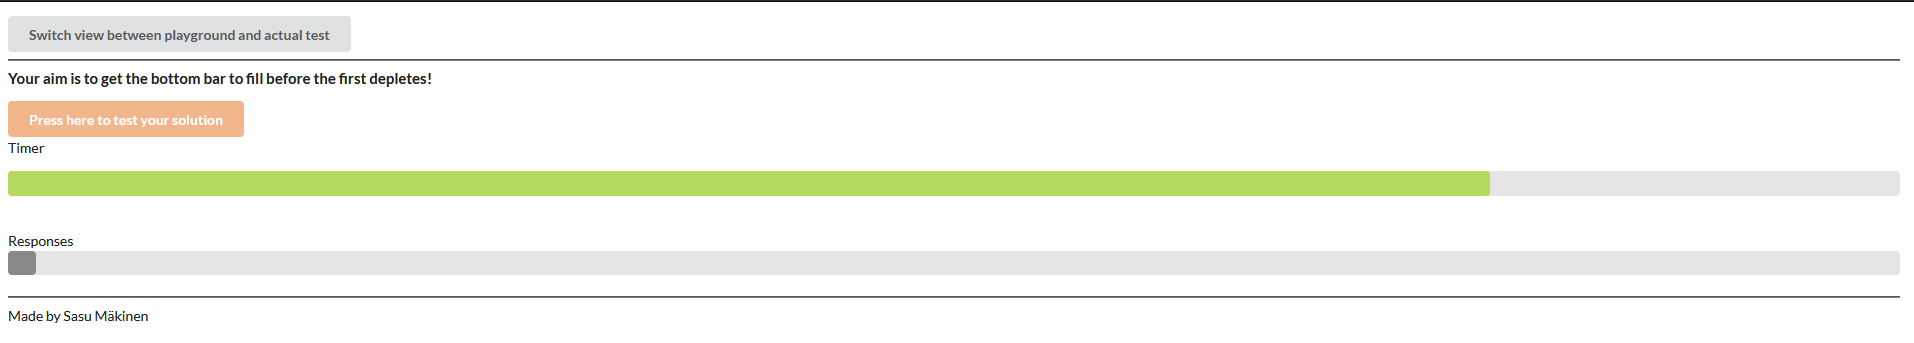 Switch view between playground and actual test
Your aim is to get the bottom bar to fill before the first depletes!
Press here to test your solution
Timer
Responses
Made by Sasu Mäkinen